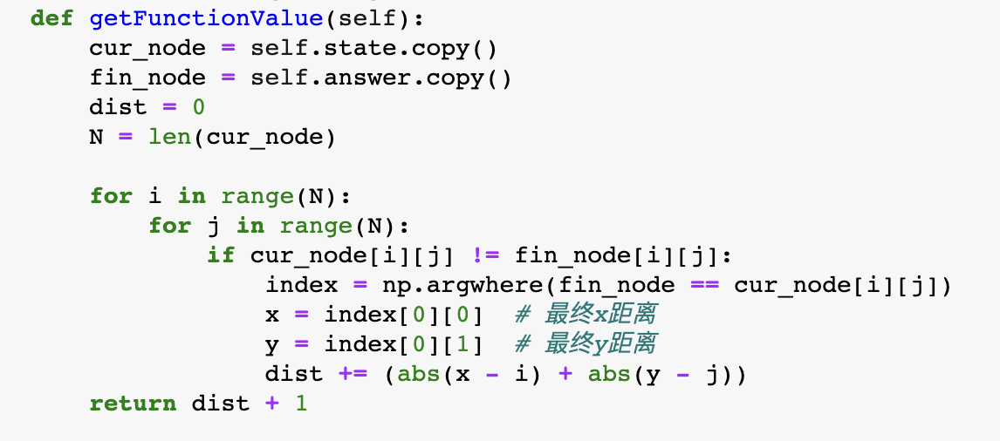 def getFunctionValue(self):
    cur_node = self.state.copy()
    fin_node = self.answer.copy()
    dist = 0
    N = len(cur_node)

    for i in range(N):
        for j in range(N):
            if cur_node[i][j] != fin_node[i][j]:
                index = np.argwhere(fin_node == cur_node[i][j])
                x = index[0][0]  # 最终x距离
                y = index[0][1]  # 最终y距离
                dist += (abs(x - i) + abs(y - j))
    return dist + 1